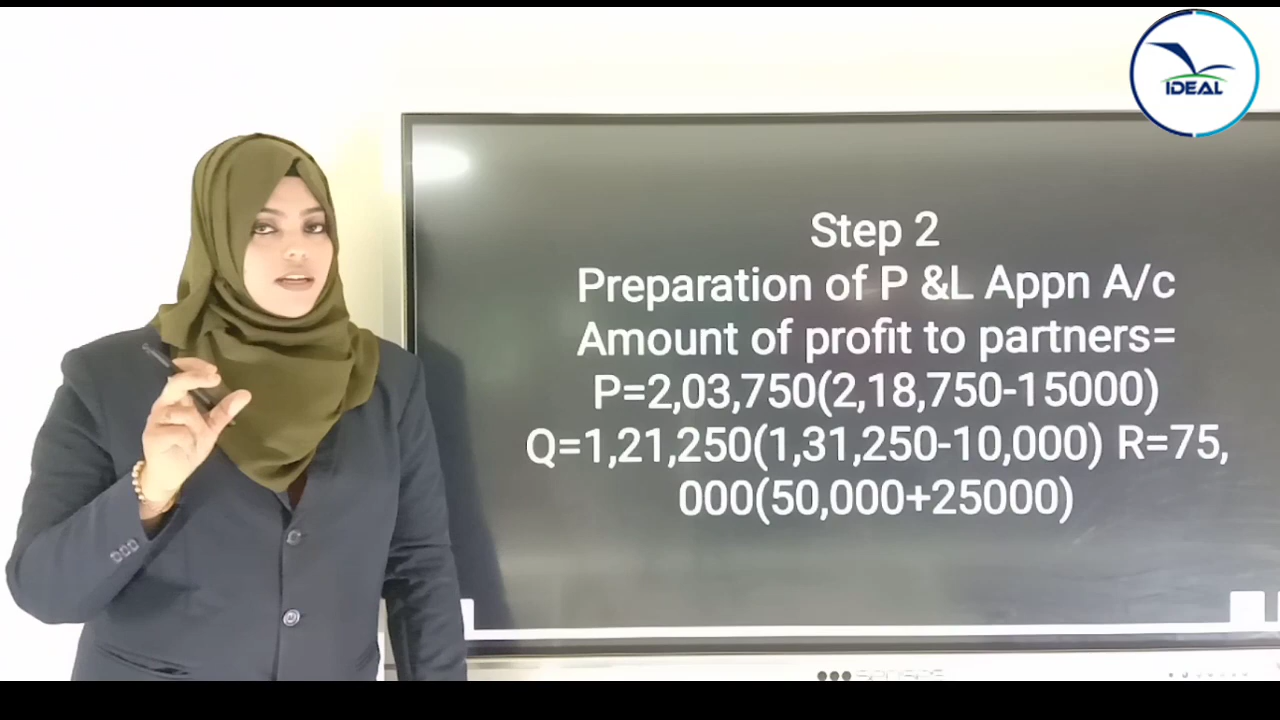 IDEAL
Step 2
Preparation of P &L Appn A/c
Amount of profit to partners=
P=2,03,750(2,18,750-15000)
Q=1,21,250(1,31,250-10,000) R=75,
000(50,000+25000)